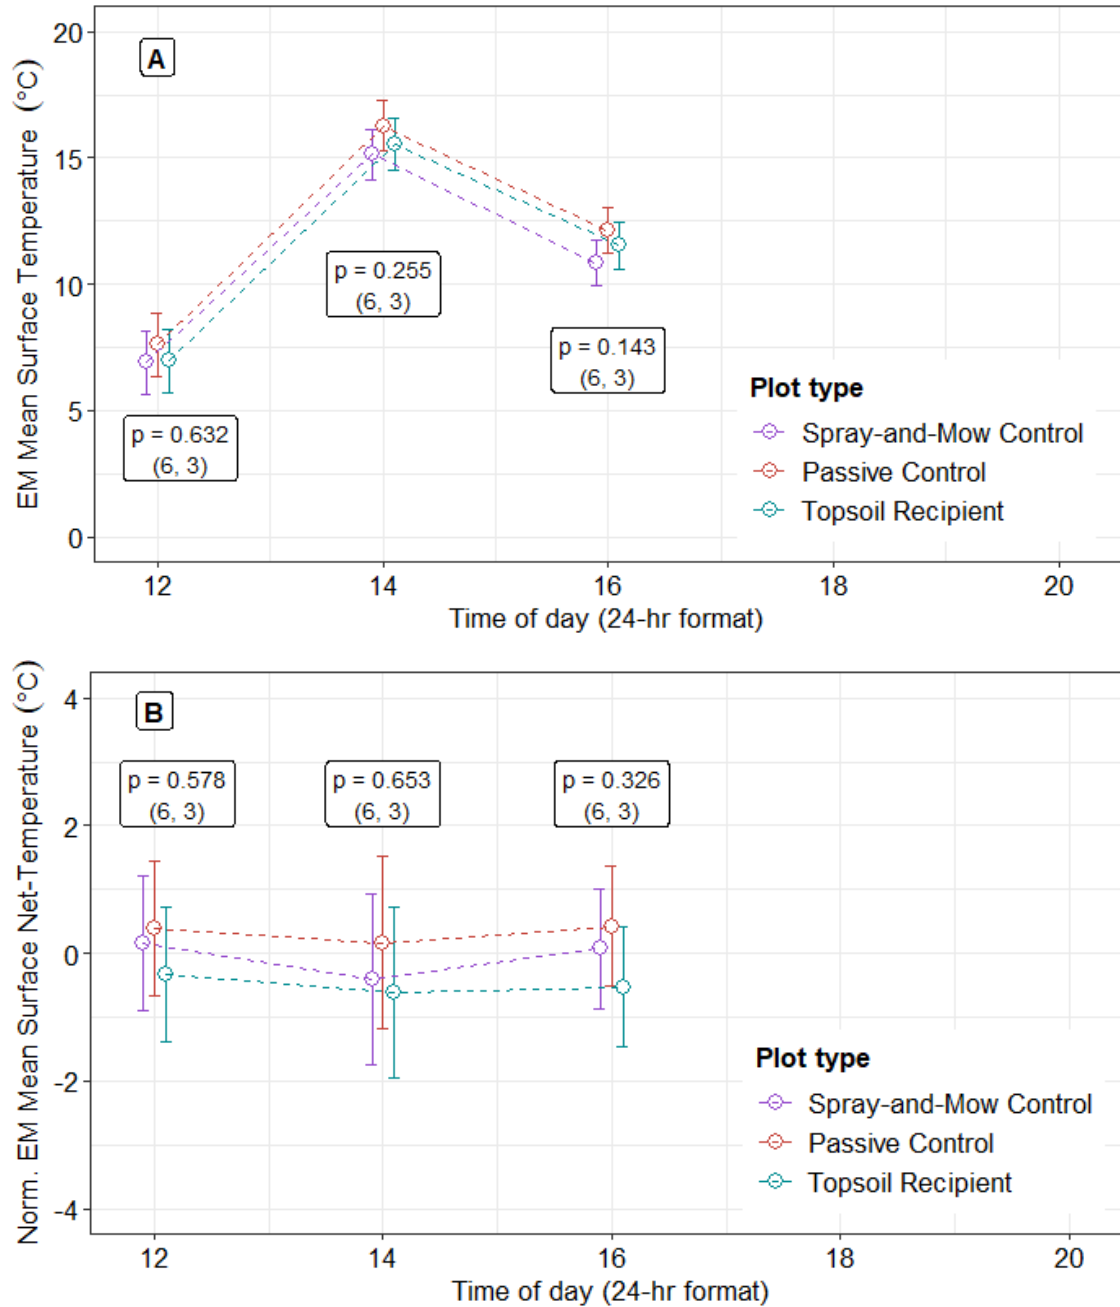 A
EM Mean Surface Temperature (°C)
20
15
10
5
0
p = 0.632
(6, 3)
p = 0.255
(6, 3)
p = 0.143
(6, 3)
Plot type
Spray-and-Mow Control
Passive Control
Topsoil Recipient
12
14
16
18
20
Time of day (24-hr format)
B
Norm. EM Mean Surface Net-Temperature (°C)
4
2
0
-2
-4
p = 0.578
(6, 3)
p = 0.653
(6, 3)
p = 0.326
(6, 3)
Plot type
Spray-and-Mow Control
Passive Control
Topsoil Recipient
12
14
16
18
20
Time of day (24-hr format)